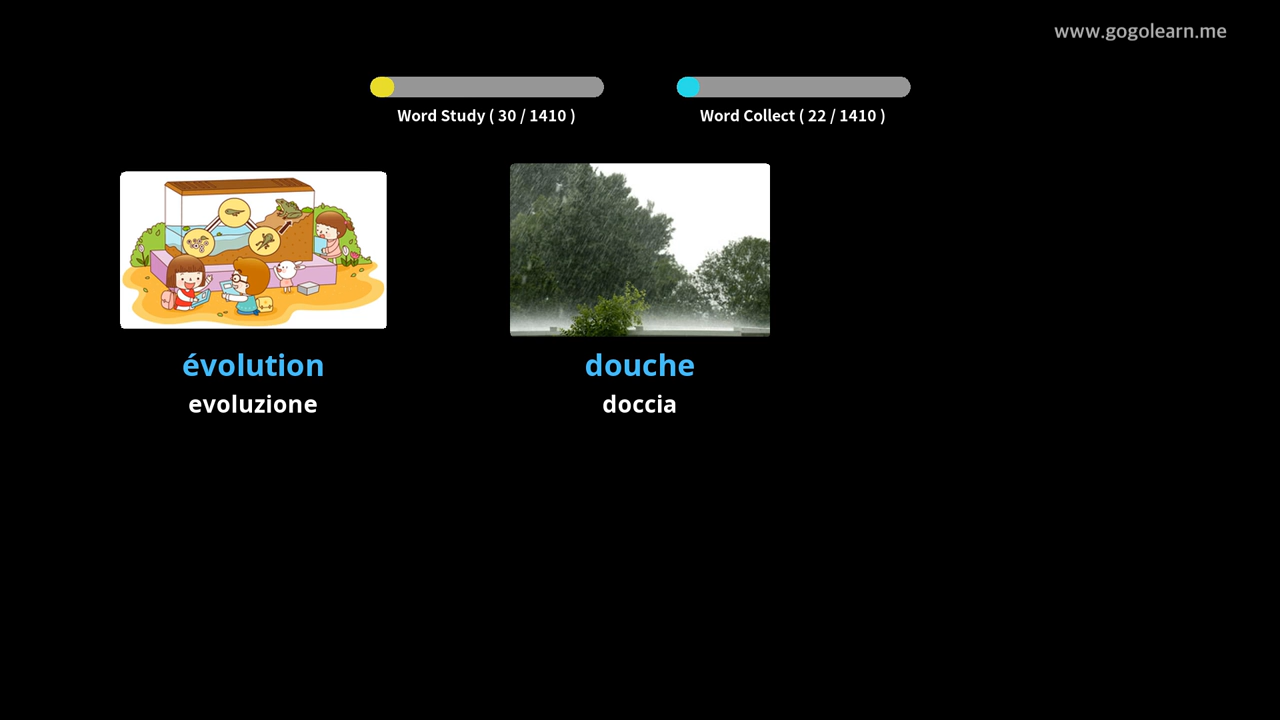 www.gogolearn.me
Word Study ( 30 / 1410 )
Word Collect ( 22 / 1410 )
évolution
evoluzione
douche
doccia